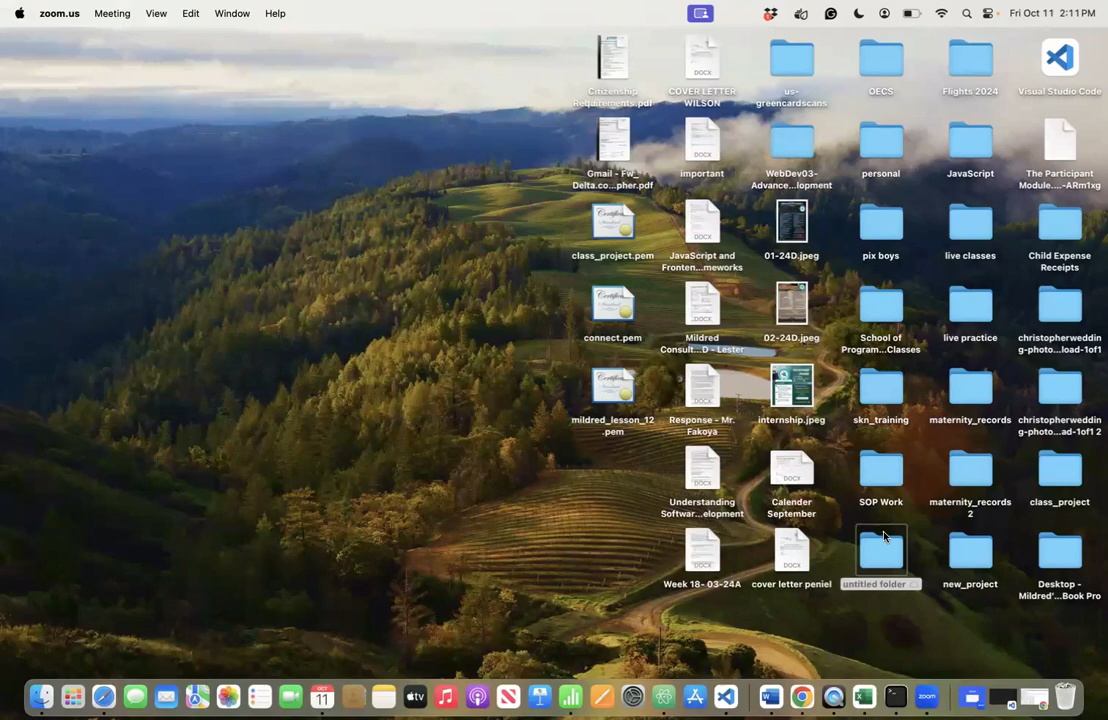 zoom.us Meeting View Edit Window Help Fri Oct 11 2:11 PM
Citizenship
Requirements.pdf
COVER LETTER
WILSON
us-
greencardscans
OECS
Flights 2024
Visual Studio Code
Gmail - Fw_
Delta.co...pher.pdf
important
WebDev03-
Advance...lopment
personal
JavaScript
The Participant
Module....-ARm1xg
class_project.pem
JavaScript and
Fronten...meworks
01-24D.jpeg
pix boys
live classes
Child Expense
Receipts
connect.pem
Mildred
Consult...D - Lester
02-24D.jpeg
School of
Program...Classes
live practice
christopherweddin
g-photo...load-1of1
mildred_lesson_12
.pem
Response - Mr.
Fakoya
internship.jpeg
skn_training
maternity_records
christopherweddin
g-photo...ad-1of1 2
Understanding
Softwar...elopment
Calender
September
SOP Work
maternity_records
2
class_project
Week 18- 03-24A
cover letter peniel
untitled folder
new_project
Desktop -
Mildred'...Book Pro
DOCX
DOCX
DOCX
DOCX
DOCX
DOCX
DOCX
DOCX
DOCX
OCT
11
tv
zoom